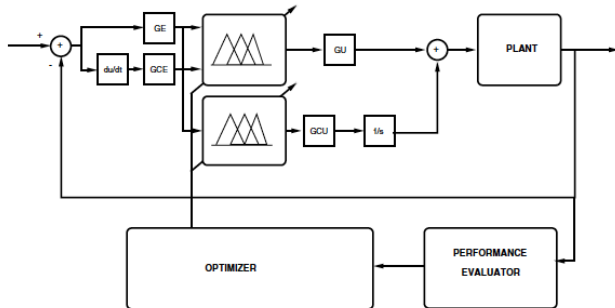 +
+
-
GE
du/dt
GCE
GU
+
PLANT
GCU
1/s
OPTIMIZER
PERFORMANCE
EVALUATOR